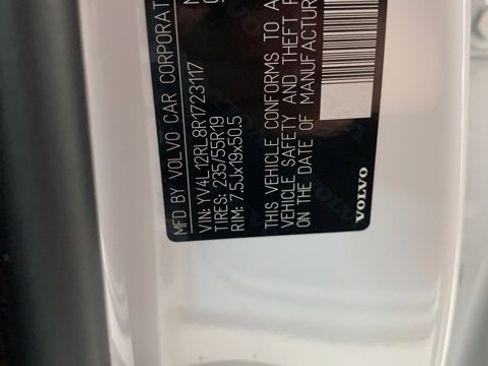 MFD BY VOLVO CAR CORPORAT
VIN: YV4L12RL8R1723117
TIRES: 235/55R19
RIM: 7.5Jx19x50.5
THIS VEHICLE CONFORMS TO A
VEHICLE SAFETY AND THEFT P
ON THE DATE OF MANUFACTUR
VOLVO